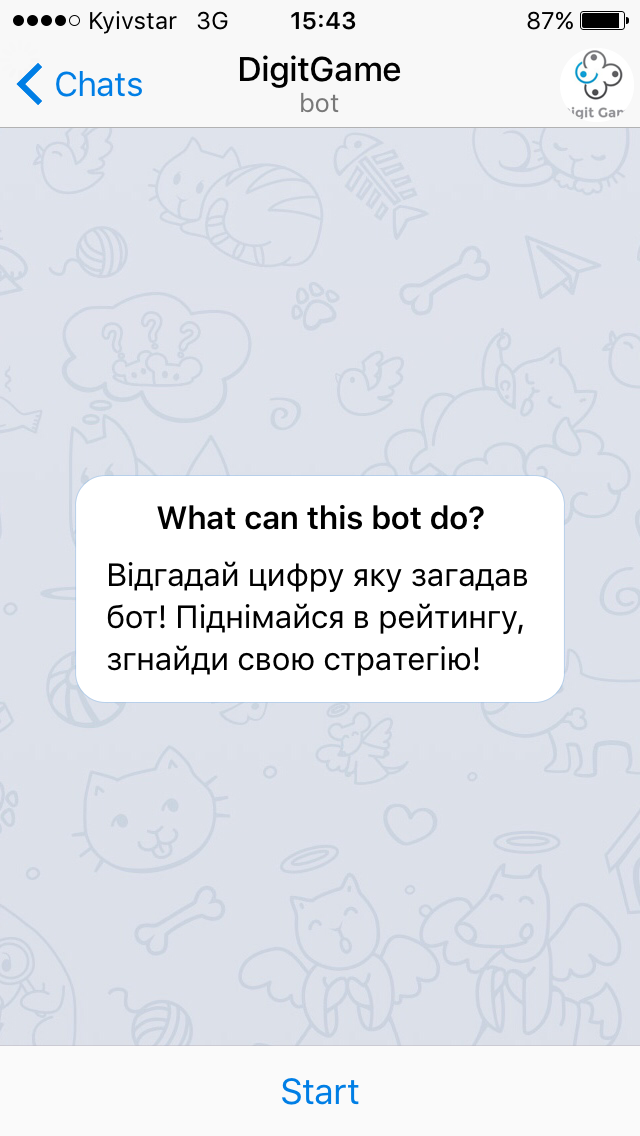 Kyivstar 3G 15:43 87%
Chats
DigitGame
bot
igit Gam
What can this bot do?
Відгадай цифру яку загадав
бот! Піднімайся в рейтингу,
згнайди свою стратегію!
? ? ?
Start